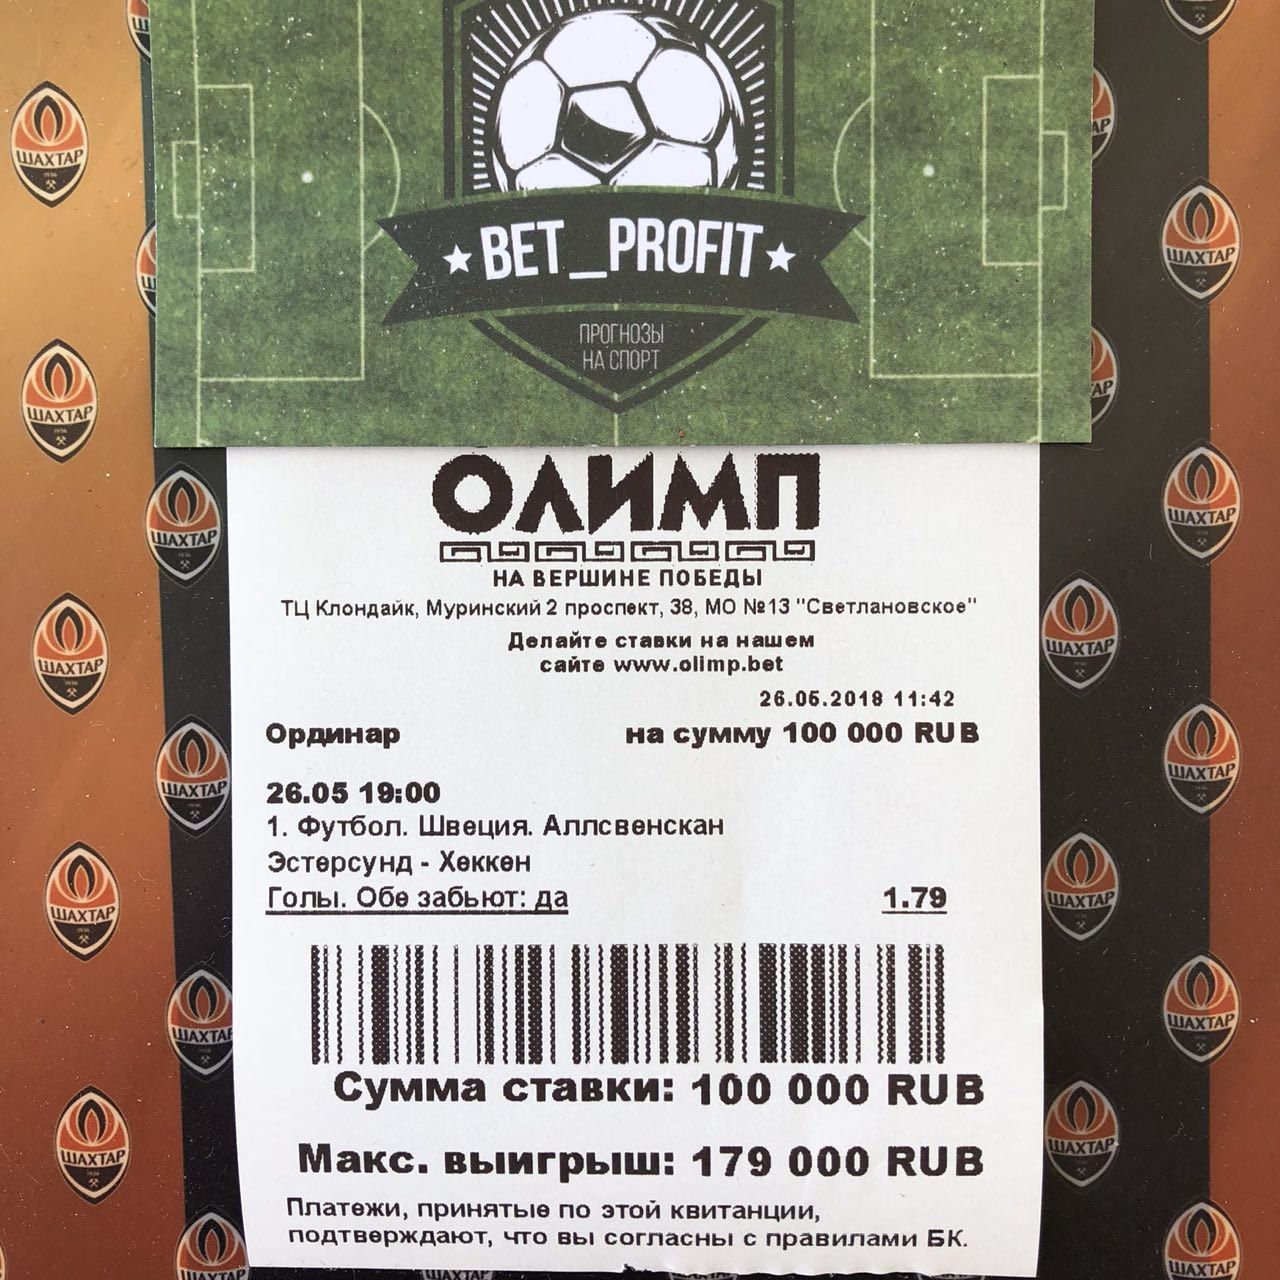 BET_PROFIT
ПРОГНОЗЫ
НА СПОРТ
ОЛИМП
НА ВЕРШИНЕ ПОБЕДЫ
ТЦ Клондайк, Муринский 2 проспект, 38, МО №13 "Светлановское"
Делайте ставки на нашем
сайте www.olimp.bet
26.05.2018 11:42
Ординар на сумму 100 000 RUB
26.05 19:00
1. Футбол. Швеция. Аллсвенскан
Эстерсунд - Хеккен
Голы. Обе забьют: да 1.79
Сумма ставки: 100 000 RUB
Макс. выигрыш: 179 000 RUB
Платежи, принятые по этой квитанции,
подтверждают, что вы согласны с правилами БК.
ШАХТАР
1936